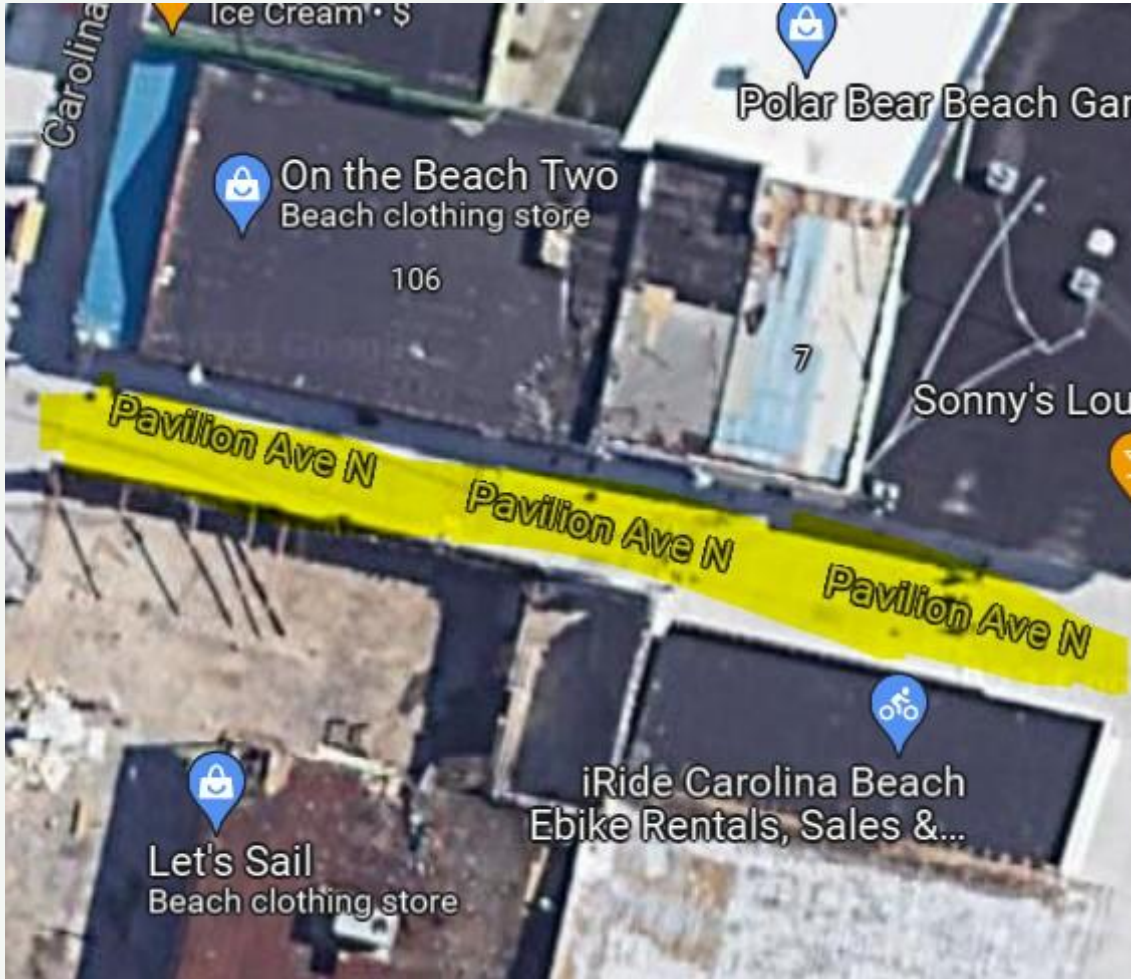 Ice Cream • $
Carolina
Polar Bear Beach Gar
On the Beach Two
Beach clothing store
106
7
Sonny's Lou
Pavilion Ave N
Pavilion Ave N
Pavilion Ave N
iRide Carolina Beach
Ebike Rentals, Sales &...
Let's Sail
Beach clothing store